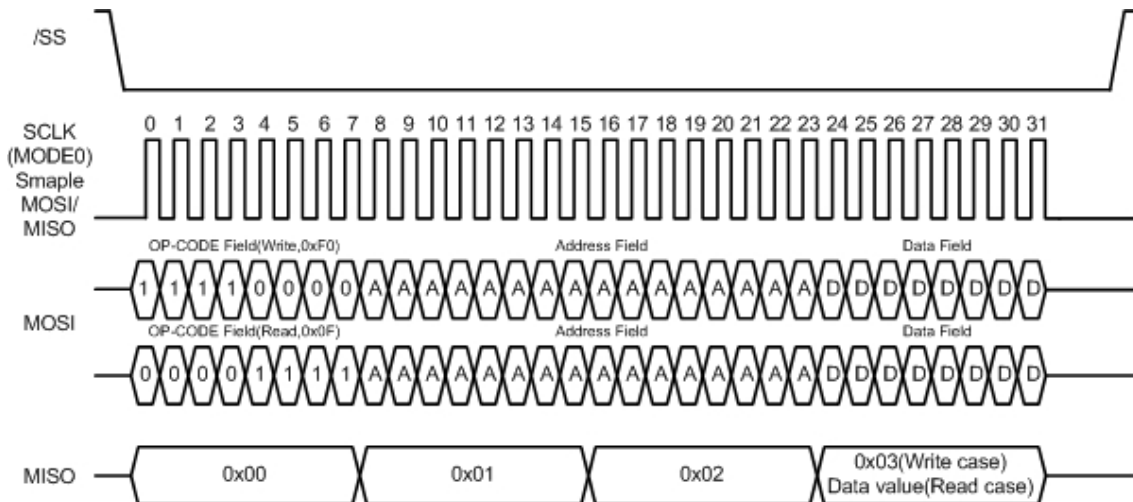 /SS
0 1 2 3 4 5 6 7 8 9 10 11 12 13 14 15 16 17 18 19 20 21 22 23 24 25 26 27 28 29 30 31
SCLK
(MODE0)
Smaple
MOSI/
MISO
OP-CODE Field(Write,0xF0) Address Field Data Field
1 1 1 1 0 0 0 0 A A A A A A A A A A A A A A A A D D D D D D D D
MOSI
OP-CODE Field(Read,0x0F) Address Field Data Field
0 0 0 0 1 1 1 1 A A A A A A A A A A A A A A A A D D D D D D D D
MISO 0x00 0x01 0x02 0x03(Write case)
Data value(Read case)